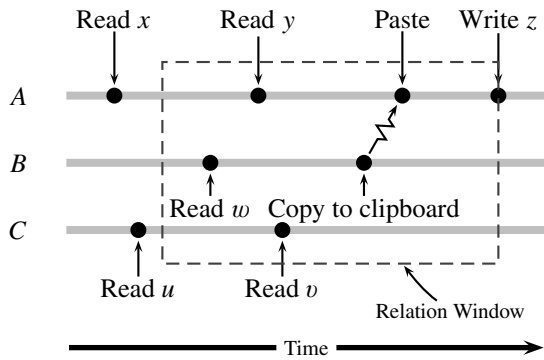 Read x
Read y
Paste
Write z
A
B
Read w
Copy to clipboard
C
Read u
Read v
Relation Window
Time